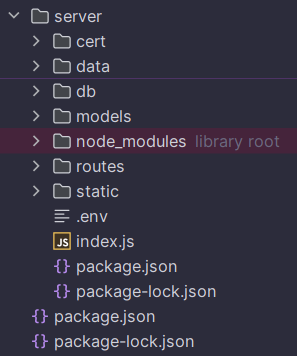 server
cert
data
db
models
node_modules library root
routes
static
.env
JS index.js
{} package.json
{} package-lock.json
{} package.json
{} package-lock.json